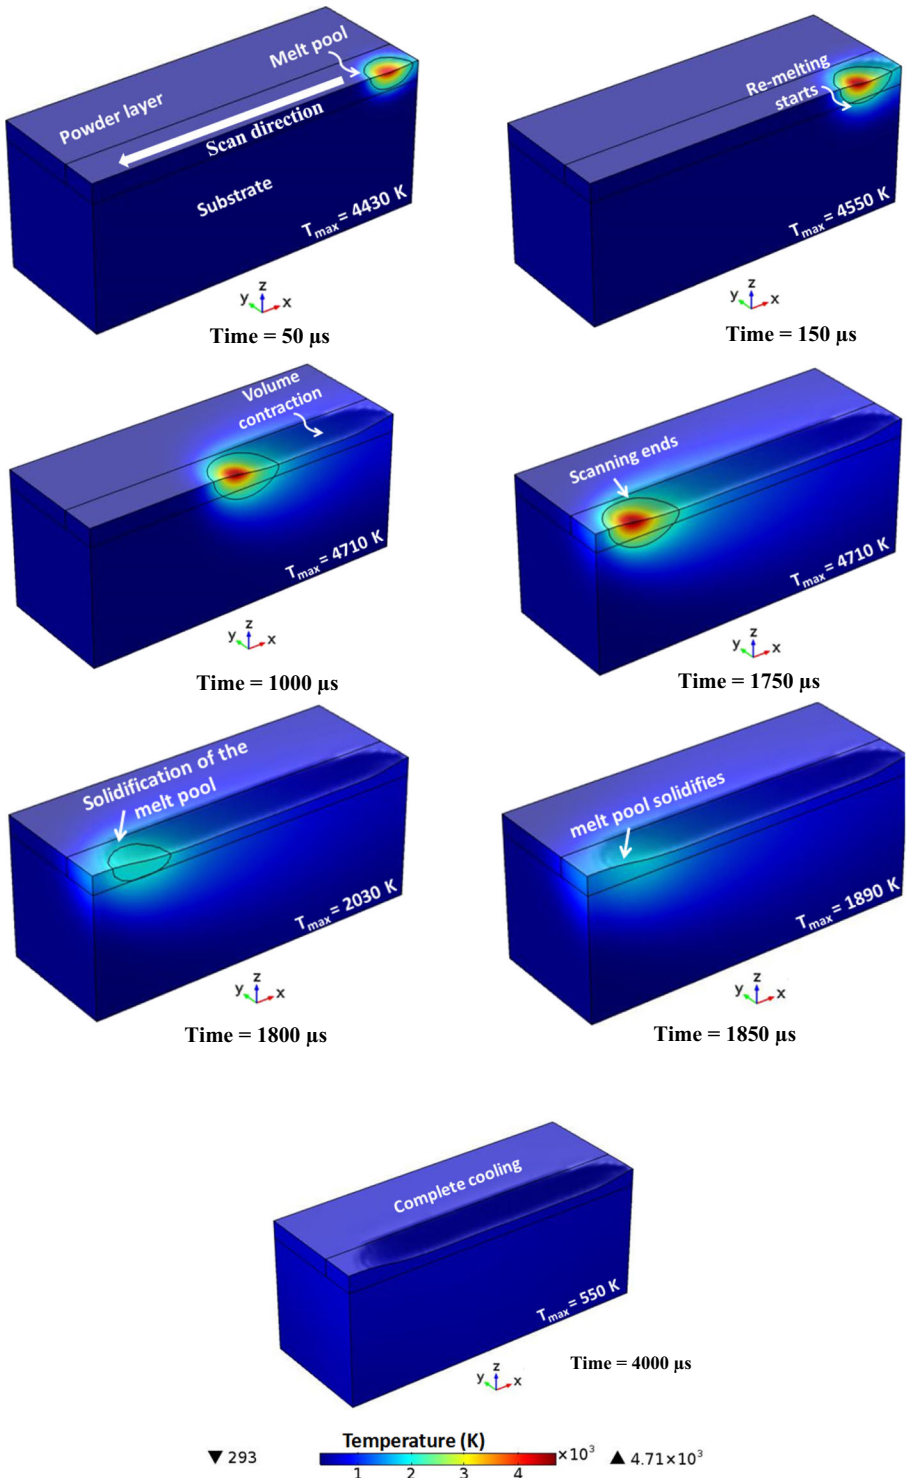 Melt pool
Powder layer
Scan direction
Substrate
Tmax = 4430 K
z
y x
Time = 50 µs
Re-melting
starts
Tmax = 4550 K
z
y x
Time = 150 µs
Volume
contraction
Tmax = 4710 K
z
y x
Time = 1000 µs
Scanning ends
Tmax = 4710 K
z
y x
Time = 1750 µs
Solidification of the
melt pool
Tmax = 2030 K
z
y x
Time = 1800 µs
melt pool solidifies
Tmax = 1890 K
z
y x
Time = 1850 µs
Complete cooling
Tmax = 550 K
z
y x
Time = 4000 µs
Temperature (K)
▼ 293 ×10³ ▲ 4.71×10³
1 2 3 4